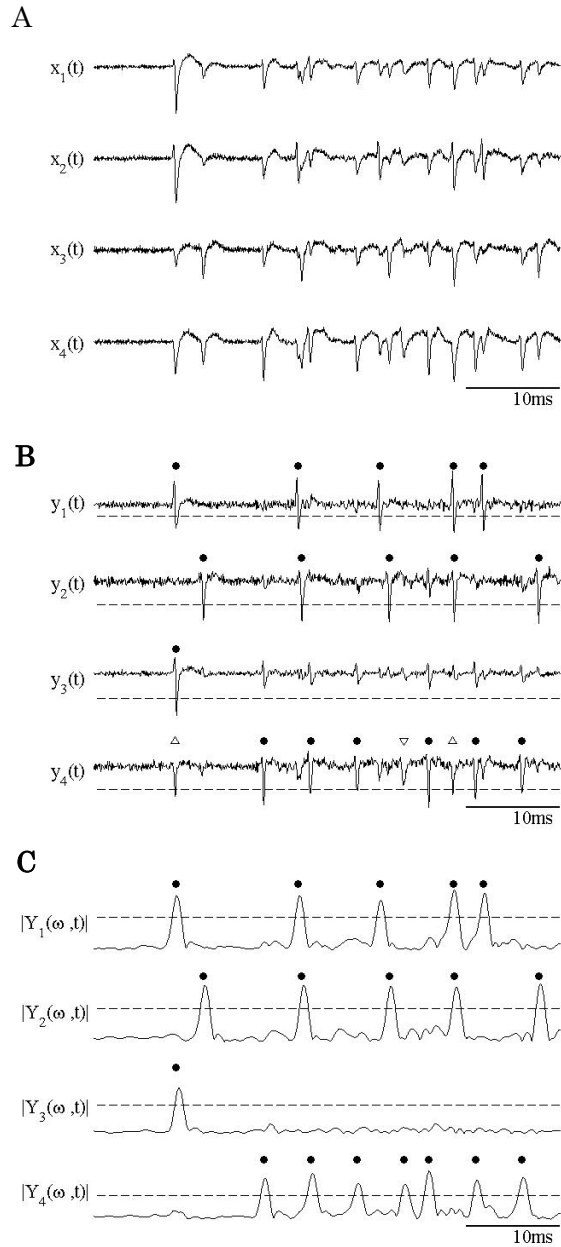 A
x1(t)
x2(t)
x3(t)
x4(t)
10ms
B
y1(t)
y2(t)
y3(t)
y4(t)
10ms
C
|Y1(ω ,t)|
|Y2(ω ,t)|
|Y3(ω ,t)|
|Y4(ω ,t)|
10ms